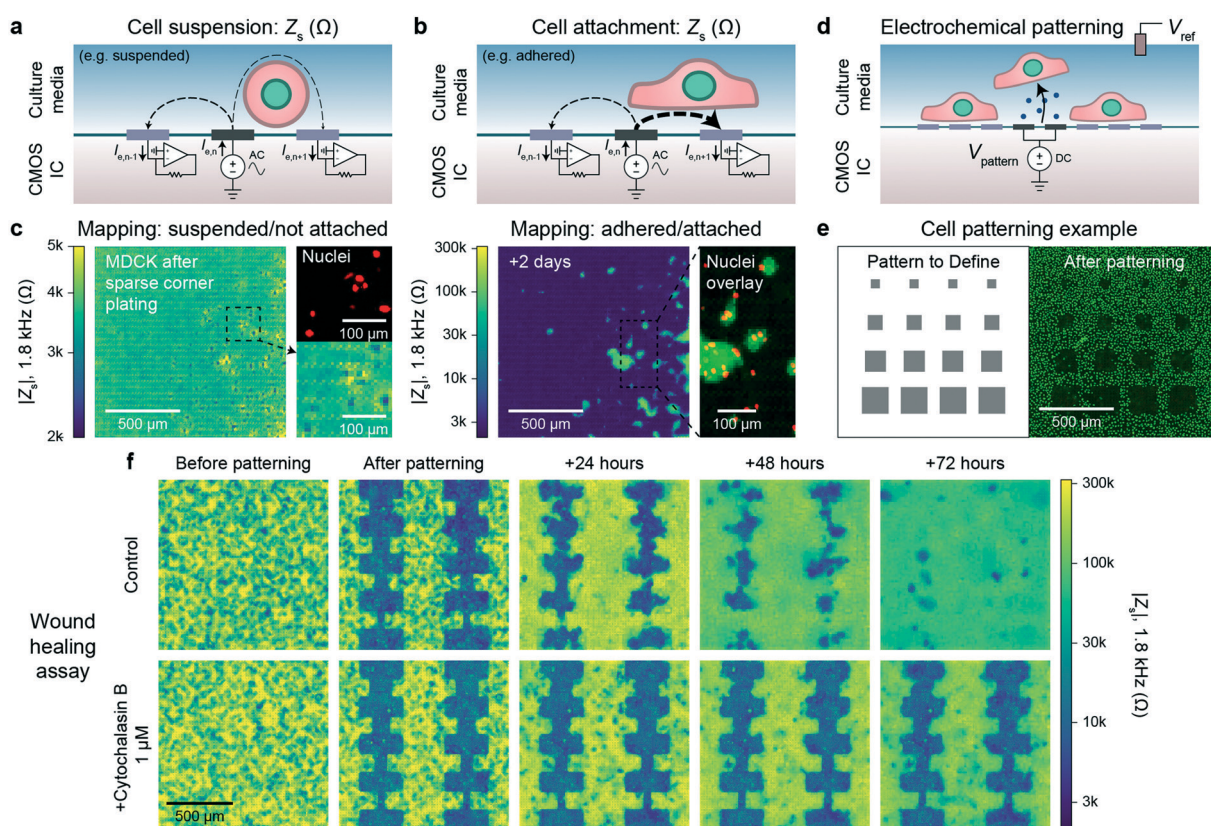 a
Cell suspension: Zs (Ω)
(e.g. suspended)
Culture
media
CMOS
IC
Ie,n-1
Ie,n
AC
Ie,n+1
b
Cell attachment: Zs (Ω)
(e.g. adhered)
Culture
media
CMOS
IC
Ie,n-1
Ie,n
AC
Ie,n+1
d
Electrochemical patterning
Vref
Culture
media
CMOS
IC
Vpattern
DC
c
Mapping: suspended/not attached
|Zs|, 1.8 kHz (Ω)
5k
4k
3k
2k
MDCK after
sparse corner
plating
500 µm
Nuclei
100 µm
100 µm
Mapping: adhered/attached
|Zs|, 1.8 kHz (Ω)
300k
100k
30k
10k
3k
+2 days
500 µm
Nuclei
overlay
100 µm
e
Cell patterning example
Pattern to Define
After patterning
500 µm
f
Before patterning
After patterning
+24 hours
+48 hours
+72 hours
Wound
healing
assay
Control
+Cytochalasin B
1 µM
500 µm
300k
100k
30k
10k
3k
|Zs|, 1.8 kHz (Ω)